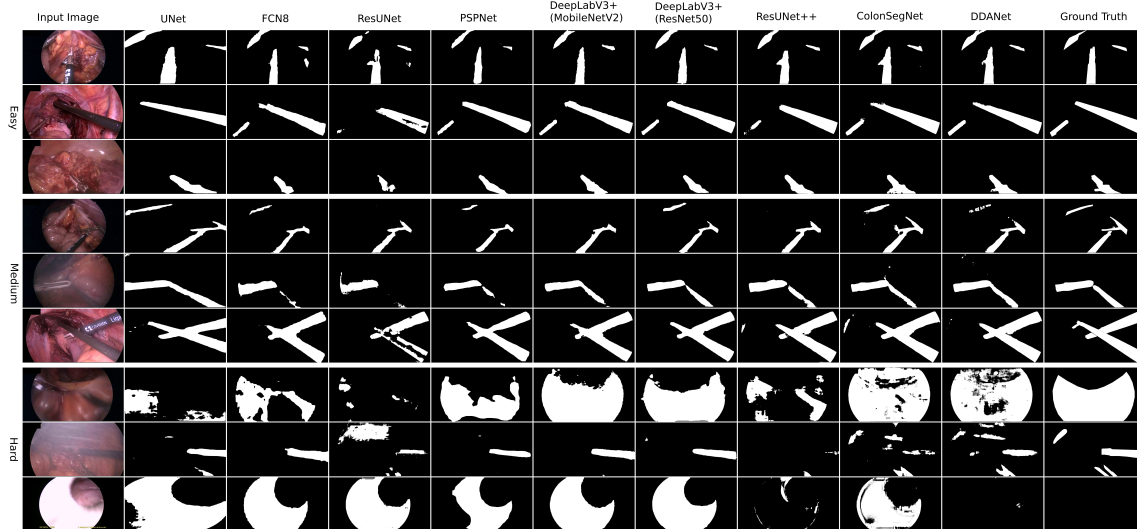 Input Image UNet FCN8 ResUNet PSPNet DeepLabV3+ (MobileNetV2) DeepLabV3+ (ResNet50) ResUNet++ ColonSegNet DDANet Ground Truth
Easy
Medium
Hard